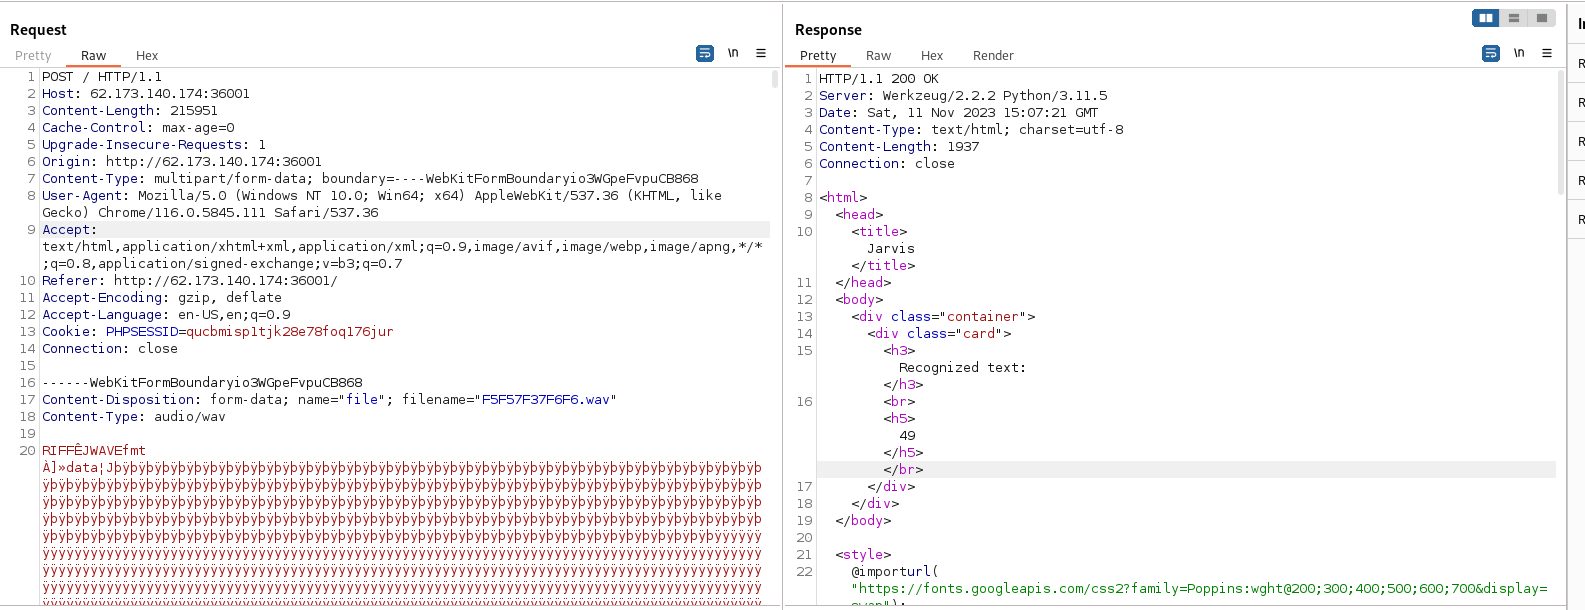 Request
Pretty Raw Hex \n
1 POST / HTTP/1.1
2 Host: 62.173.140.174:36001
3 Content-Length: 215951
4 Cache-Control: max-age=0
5 Upgrade-Insecure-Requests: 1
6 Origin: http://62.173.140.174:36001
7 Content-Type: multipart/form-data; boundary=----WebKitFormBoundaryio3WGpeFvpuCB868
8 User-Agent: Mozilla/5.0 (Windows NT 10.0; Win64; x64) AppleWebKit/537.36 (KHTML, like
Gecko) Chrome/116.0.5845.111 Safari/537.36
9 Accept:
text/html,application/xhtml+xml,application/xml;q=0.9,image/avif,image/webp,image/apng,*/*
;q=0.8,application/signed-exchange;v=b3;q=0.7
10 Referer: http://62.173.140.174:36001/
11 Accept-Encoding: gzip, deflate
12 Accept-Language: en-US,en;q=0.9
13 Cookie: PHPSESSID=qucbmisp1tjk28e78foq176jur
14 Connection: close
15
16 ------WebKitFormBoundaryio3WGpeFvpuCB868
17 Content-Disposition: form-data; name="file"; filename="F5F57F37F6F6.wav"
18 Content-Type: audio/wav
19
20 RIFFÊJWAVEfmt
Response
Pretty Raw Hex Render \n
1 HTTP/1.1 200 OK
2 Server: Werkzeug/2.2.2 Python/3.11.5
3 Date: Sat, 11 Nov 2023 15:07:21 GMT
4 Content-Type: text/html; charset=utf-8
5 Content-Length: 1937
6 Connection: close
7
8 <html>
9 <head>
10 <title>
Jarvis
</title>
11 </head>
12 <body>
13 <div class="container">
14 <div class="card">
15 <h3>
Recognized text:
</h3>
16 <br>
<h5>
49
</h5>
</br>
17 </div>
18 </div>
19 </body>
20
21 <style>
22 @importurl(
"https://fonts.googleapis.com/css2?family=Poppins:wght@200;300;400;500;600;700&display=
R
R
R
R
R